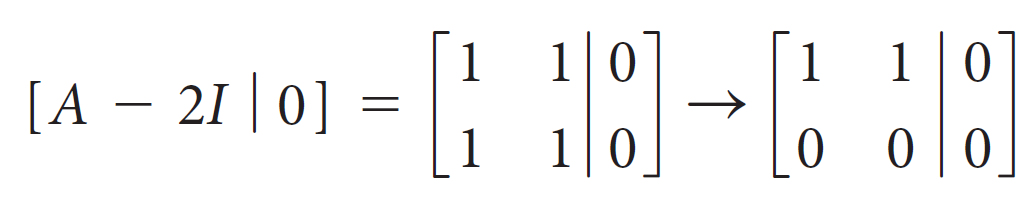 [A − 2I | 0] = [1 1 | 0; 1 1 | 0] → [1 1 | 0; 0 0 | 0]